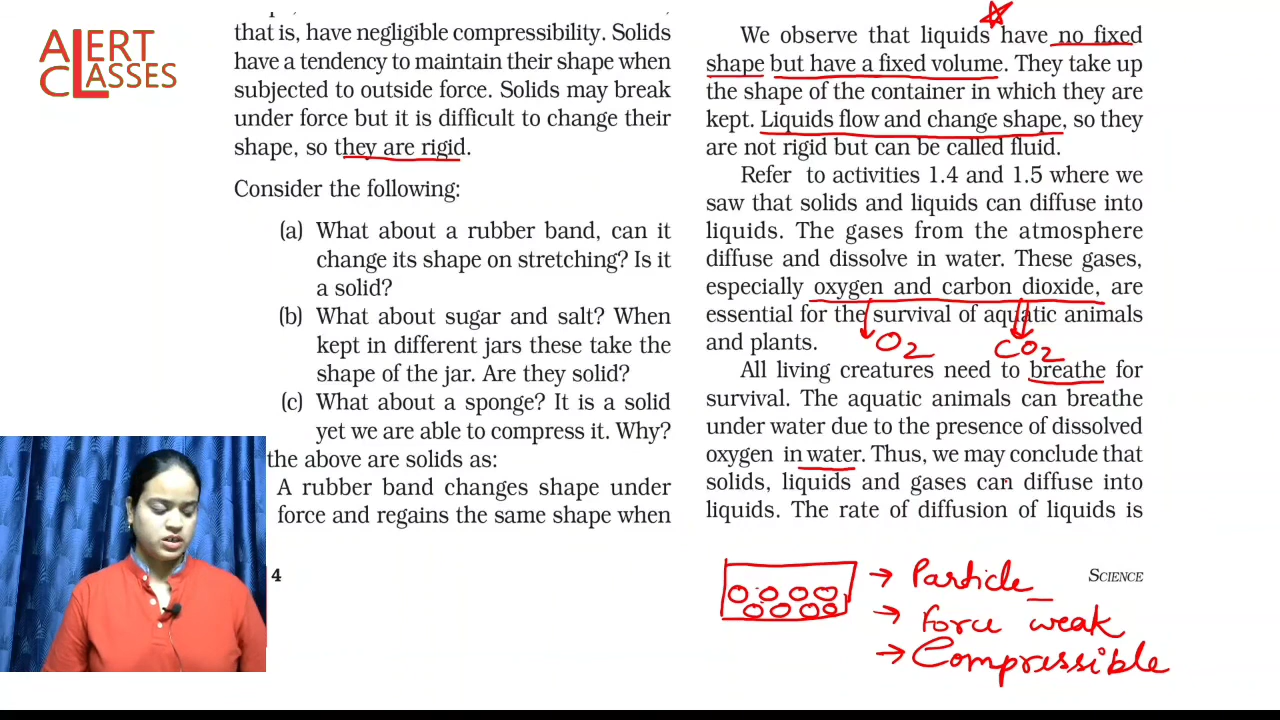 ALERT
CLASSES
that is, have negligible compressibility. Solids
have a tendency to maintain their shape when
subjected to outside force. Solids may break
under force but it is difficult to change their
shape, so they are rigid.
Consider the following:
(a) What about a rubber band, can it
change its shape on stretching? Is it
a solid?
(b) What about sugar and salt? When
kept in different jars these take the
shape of the jar. Are they solid?
(c) What about a sponge? It is a solid
yet we are able to compress it. Why?
the above are solids as:
A rubber band changes shape under
force and regains the same shape when
4
We observe that liquids have no fixed
shape but have a fixed volume. They take up
the shape of the container in which they are
kept. Liquids flow and change shape, so they
are not rigid but can be called fluid.
Refer to activities 1.4 and 1.5 where we
saw that solids and liquids can diffuse into
liquids. The gases from the atmosphere
diffuse and dissolve in water. These gases,
especially oxygen and carbon dioxide, are
essential for the survival of aquatic animals
O2 CO2
and plants.
All living creatures need to breathe for
survival. The aquatic animals can breathe
under water due to the presence of dissolved
oxygen in water. Thus, we may conclude that
solids, liquids and gases can diffuse into
liquids. The rate of diffusion of liquids is
SCIENCE
→ Particle
→ force weak
→ Compressible